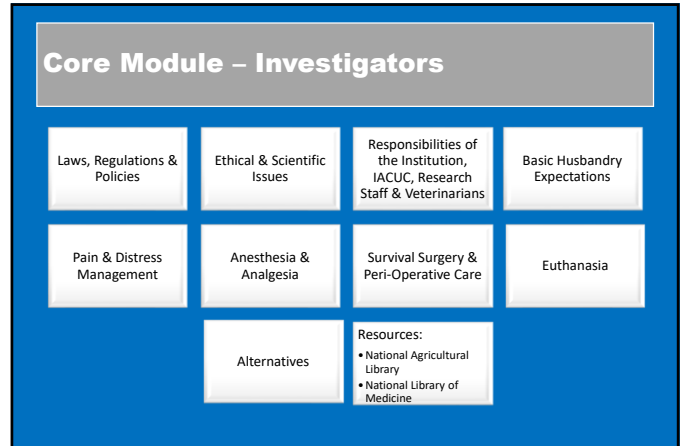 Core Module – Investigators
Laws, Regulations &
Policies
Ethical & Scientific
Issues
Responsibilities of
the Institution,
IACUC, Research
Staff & Veterinarians
Basic Husbandry
Expectations
Pain & Distress
Management
Anesthesia &
Analgesia
Survival Surgery &
Peri-Operative Care
Euthanasia
Alternatives
Resources:
• National Agricultural
Library
• National Library of
Medicine